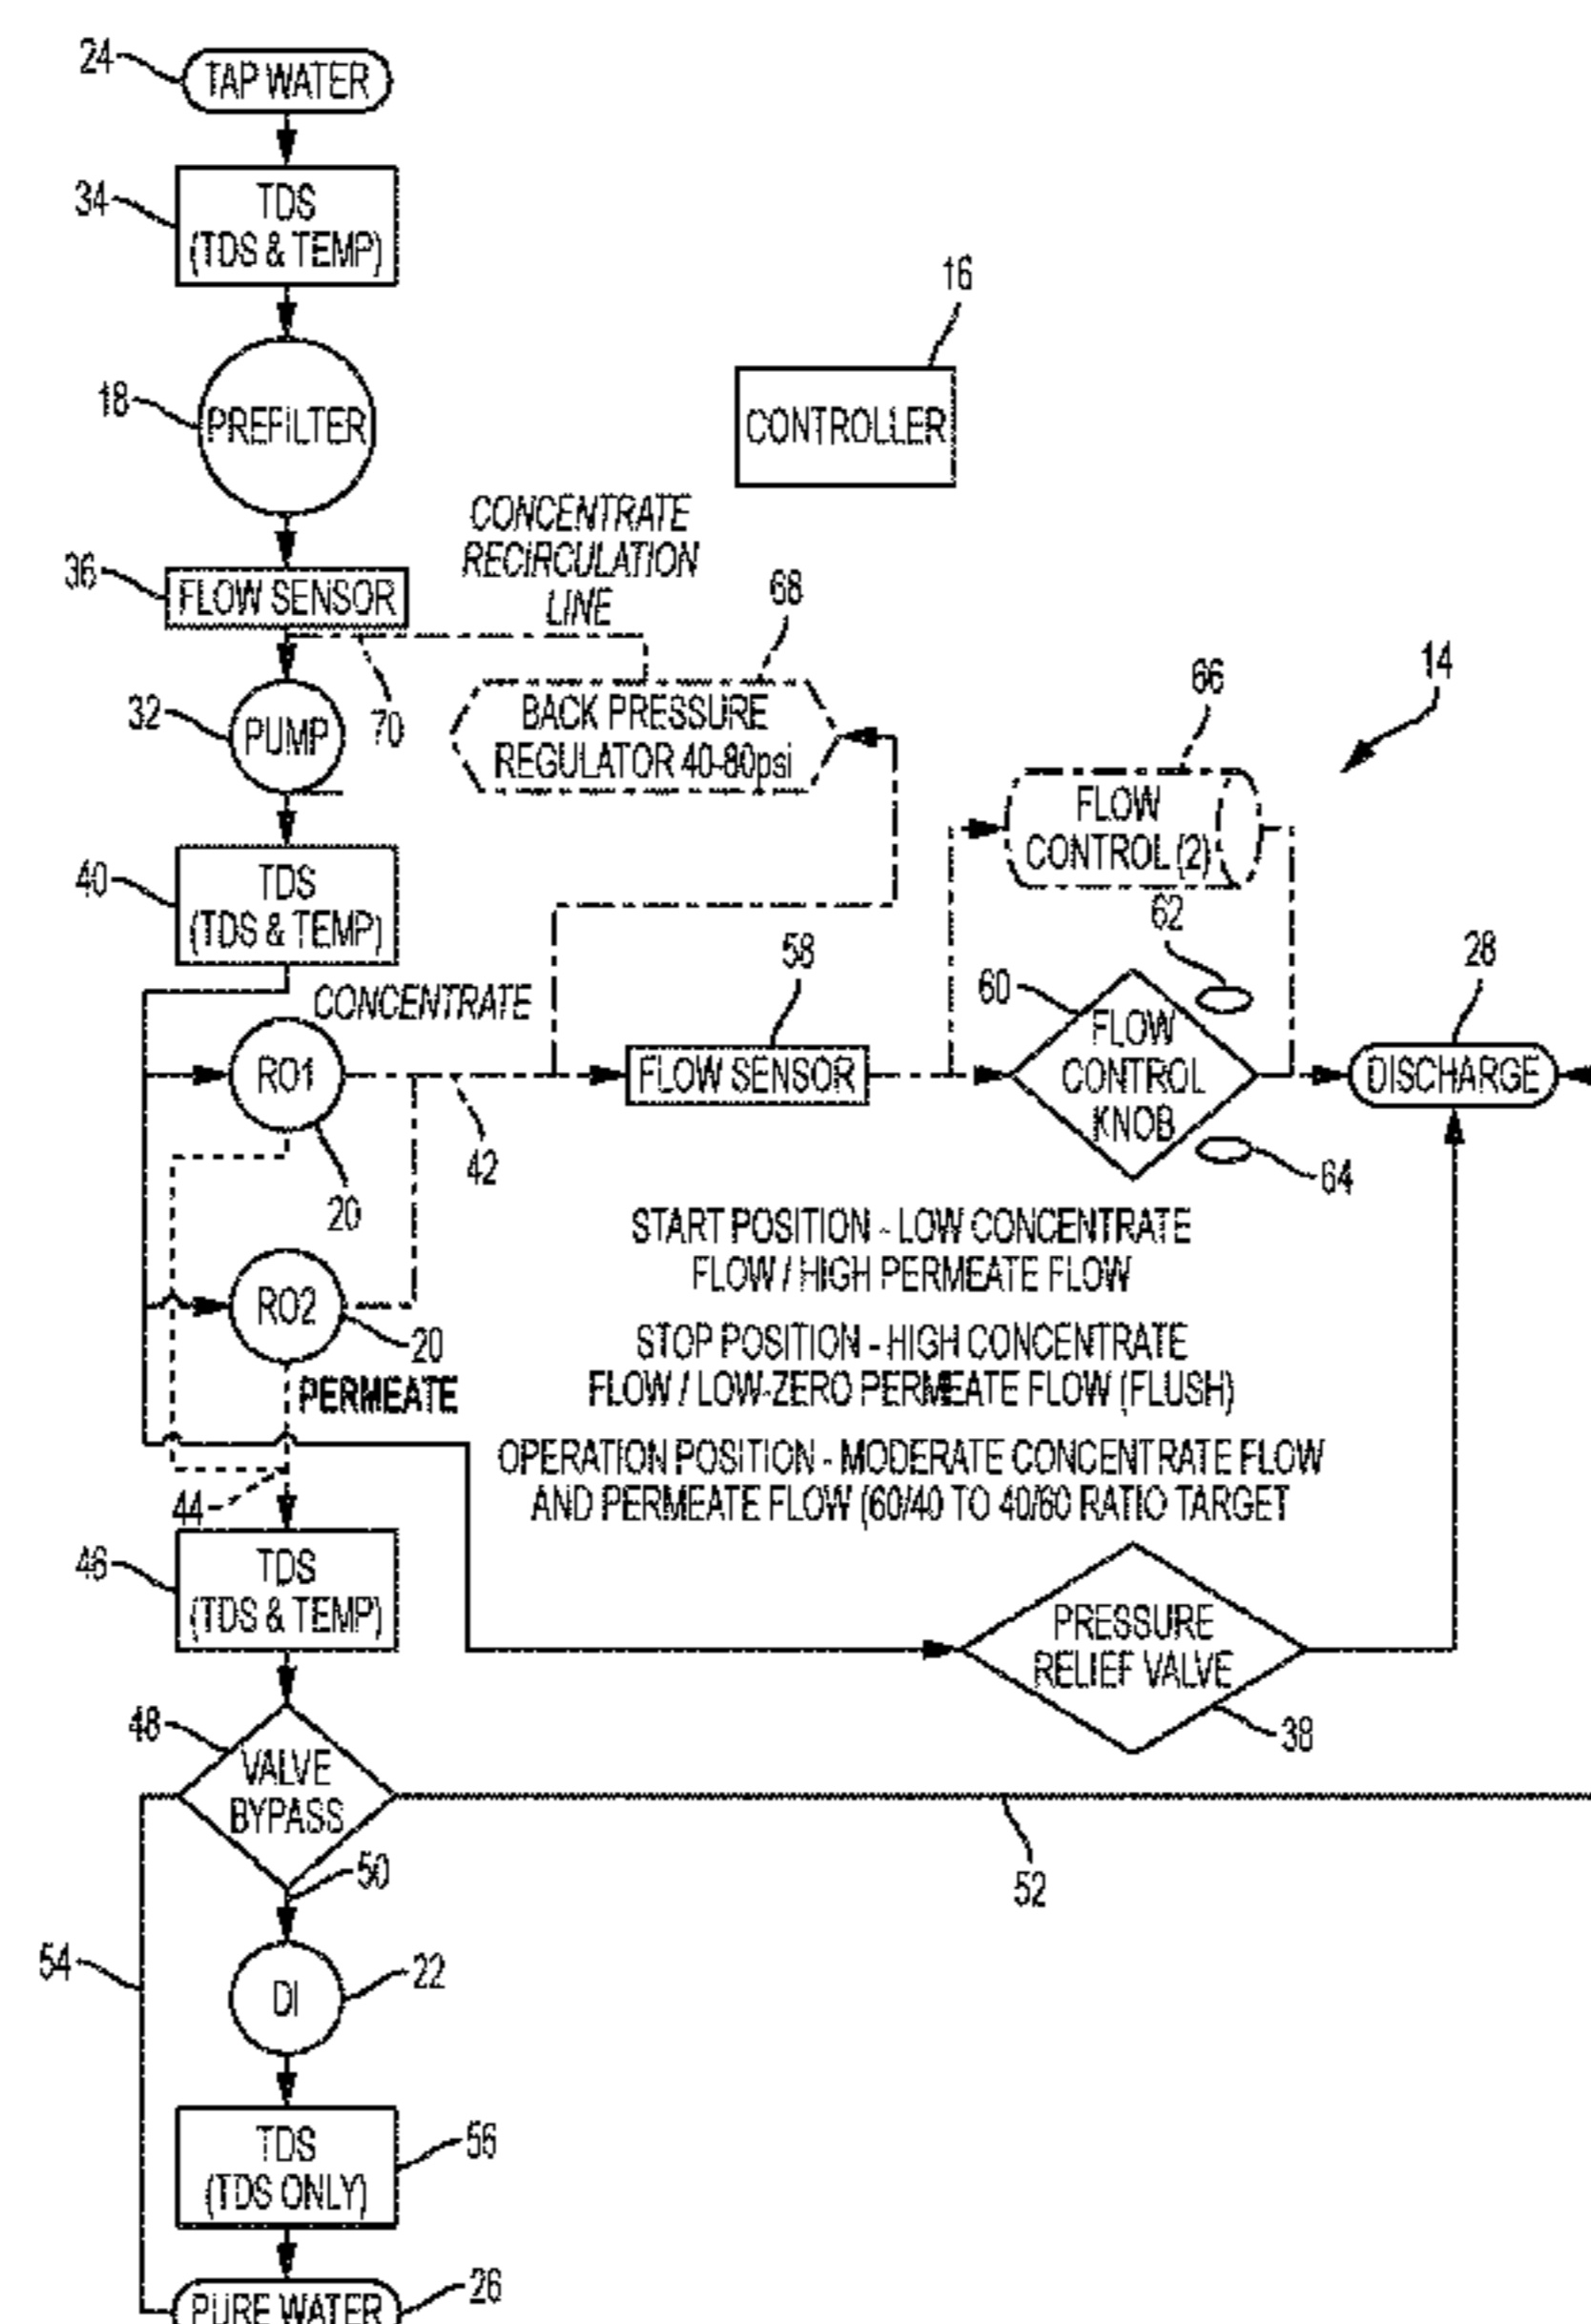 24
TAP WATER
34
TDS
(TDS & TEMP)
16
18
PREFILTER
CONTROLLER
CONCENTRATE
RECIRCULATION
LINE
36
FLOW SENSOR
68
14
66
32
PUMP
70
BACK PRESSURE
REGULATOR 40-80psi
FLOW
CONTROL (2)
40
TDS
(TDS & TEMP)
62
58
60
28
CONCENTRATE
RO1
FLOW SENSOR
FLOW
CONTROL
KNOB
DISCHARGE
42
64
20
START POSITION - LOW CONCENTRATE
FLOW / HIGH PERMEATE FLOW
RO2
20
STOP POSITION - HIGH CONCENTRATE
FLOW / LOW-ZERO PERMEATE FLOW (FLUSH)
PERMEATE
OPERATION POSITION - MODERATE CONCENTRATE FLOW
AND PERMEATE FLOW (60/40 TO 40/60 RATIO TARGET
44
46
TDS
(TDS & TEMP)
PRESSURE
RELIEF VALVE
38
48
VALVE
BYPASS
50
52
54
DI
22
TDS
(TDS ONLY)
56
PURE WATER
26